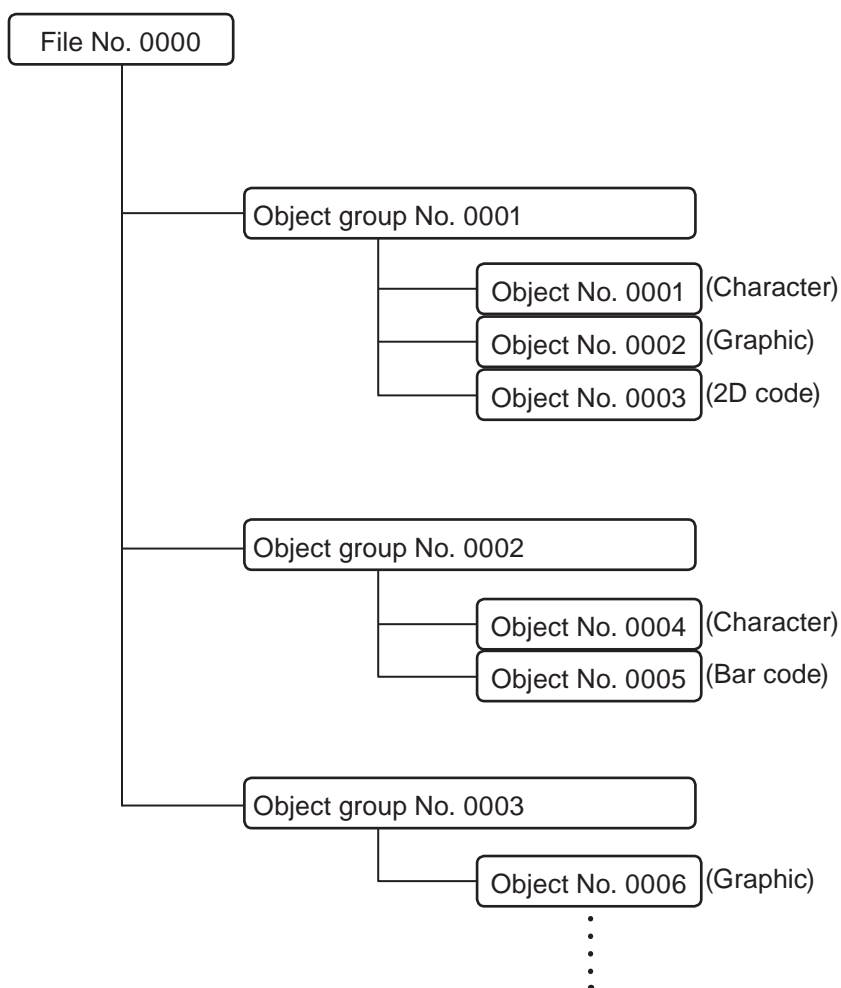 File No. 0000
Object group No. 0001
Object No. 0001 (Character)
Object No. 0002 (Graphic)
Object No. 0003 (2D code)
Object group No. 0002
Object No. 0004 (Character)
Object No. 0005 (Bar code)
Object group No. 0003
Object No. 0006 (Graphic)